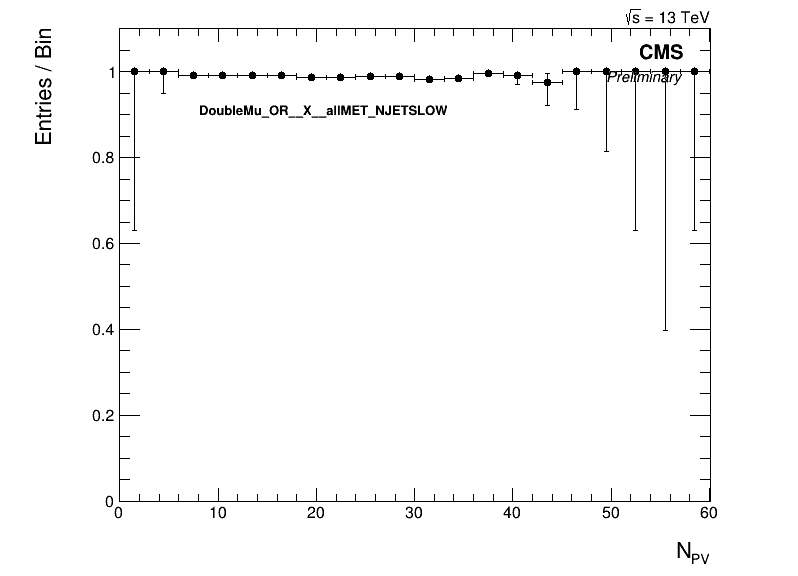 √s = 13 TeV
CMS
Preliminary
DoubleMu_OR__X__allMET_NJETSLOW
Entries / Bin
1
0.8
0.6
0.4
0.2
0
0 10 20 30 40 50 60
N_PV